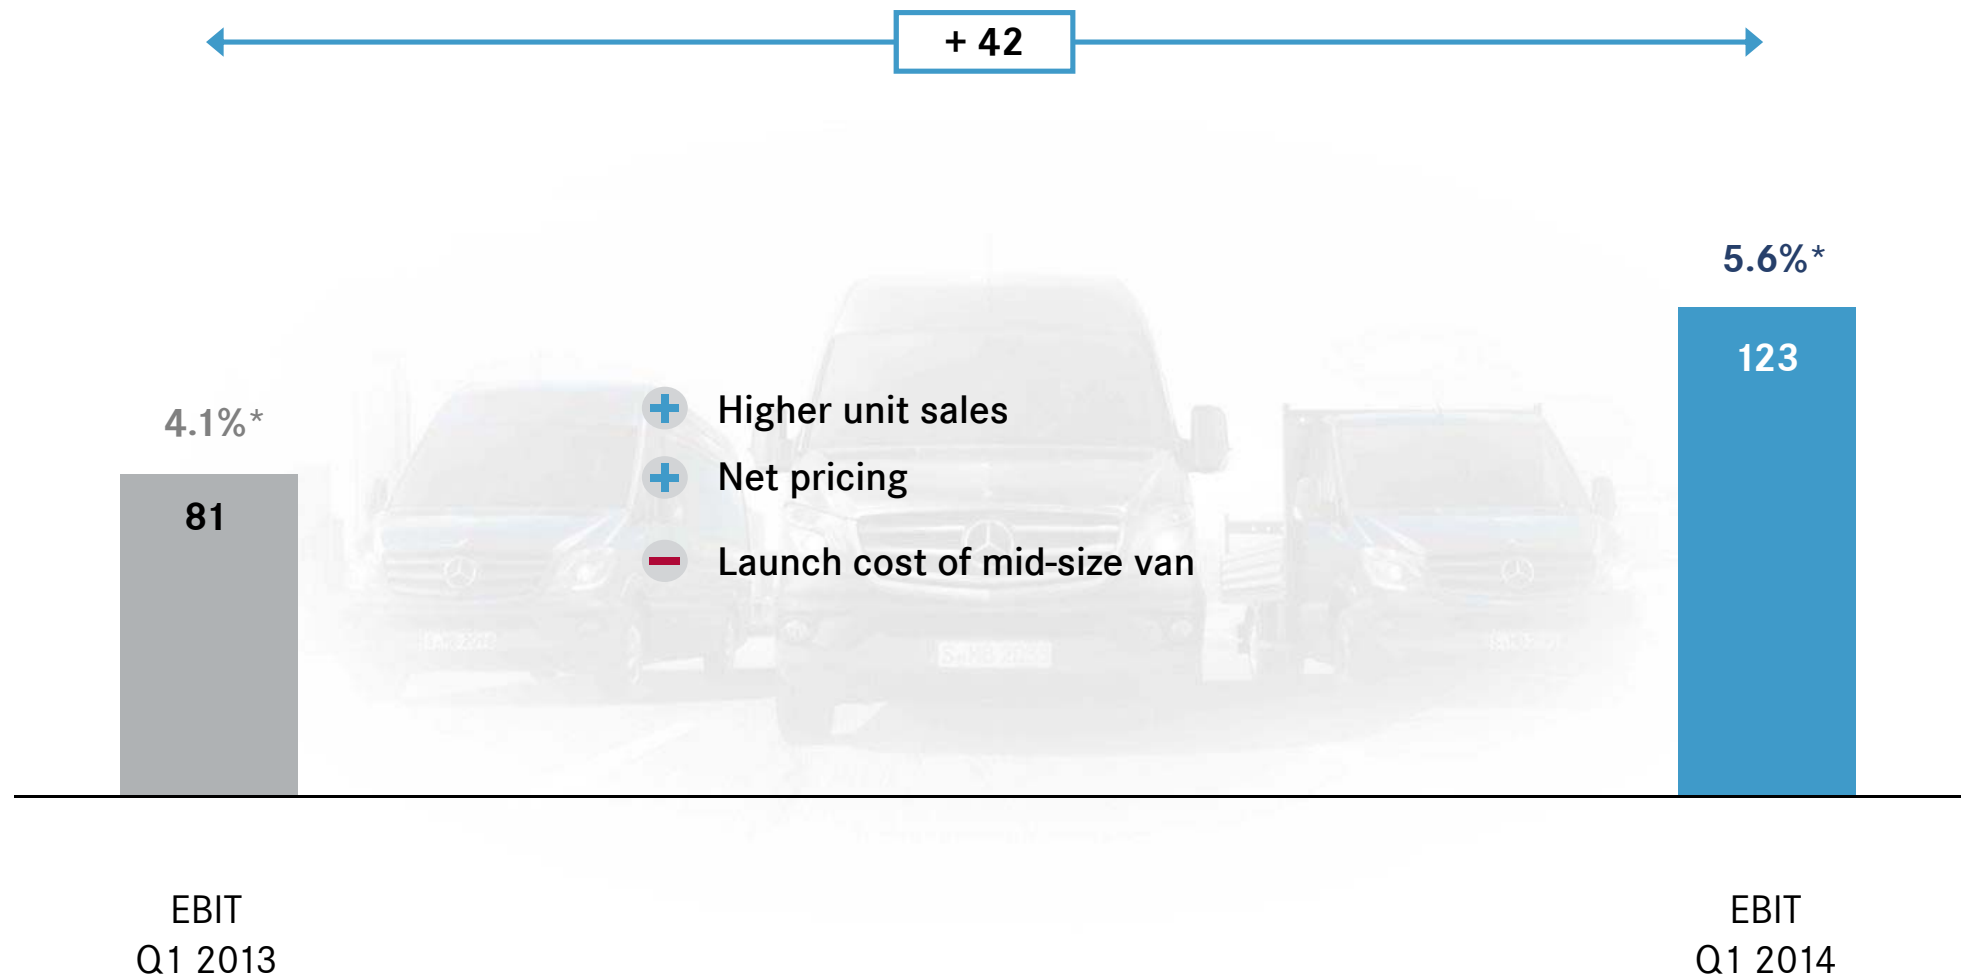 + 42
5.6%*
123
4.1%*
81
Higher unit sales
Net pricing
Launch cost of mid-size van
EBIT
Q1 2013
EBIT
Q1 2014